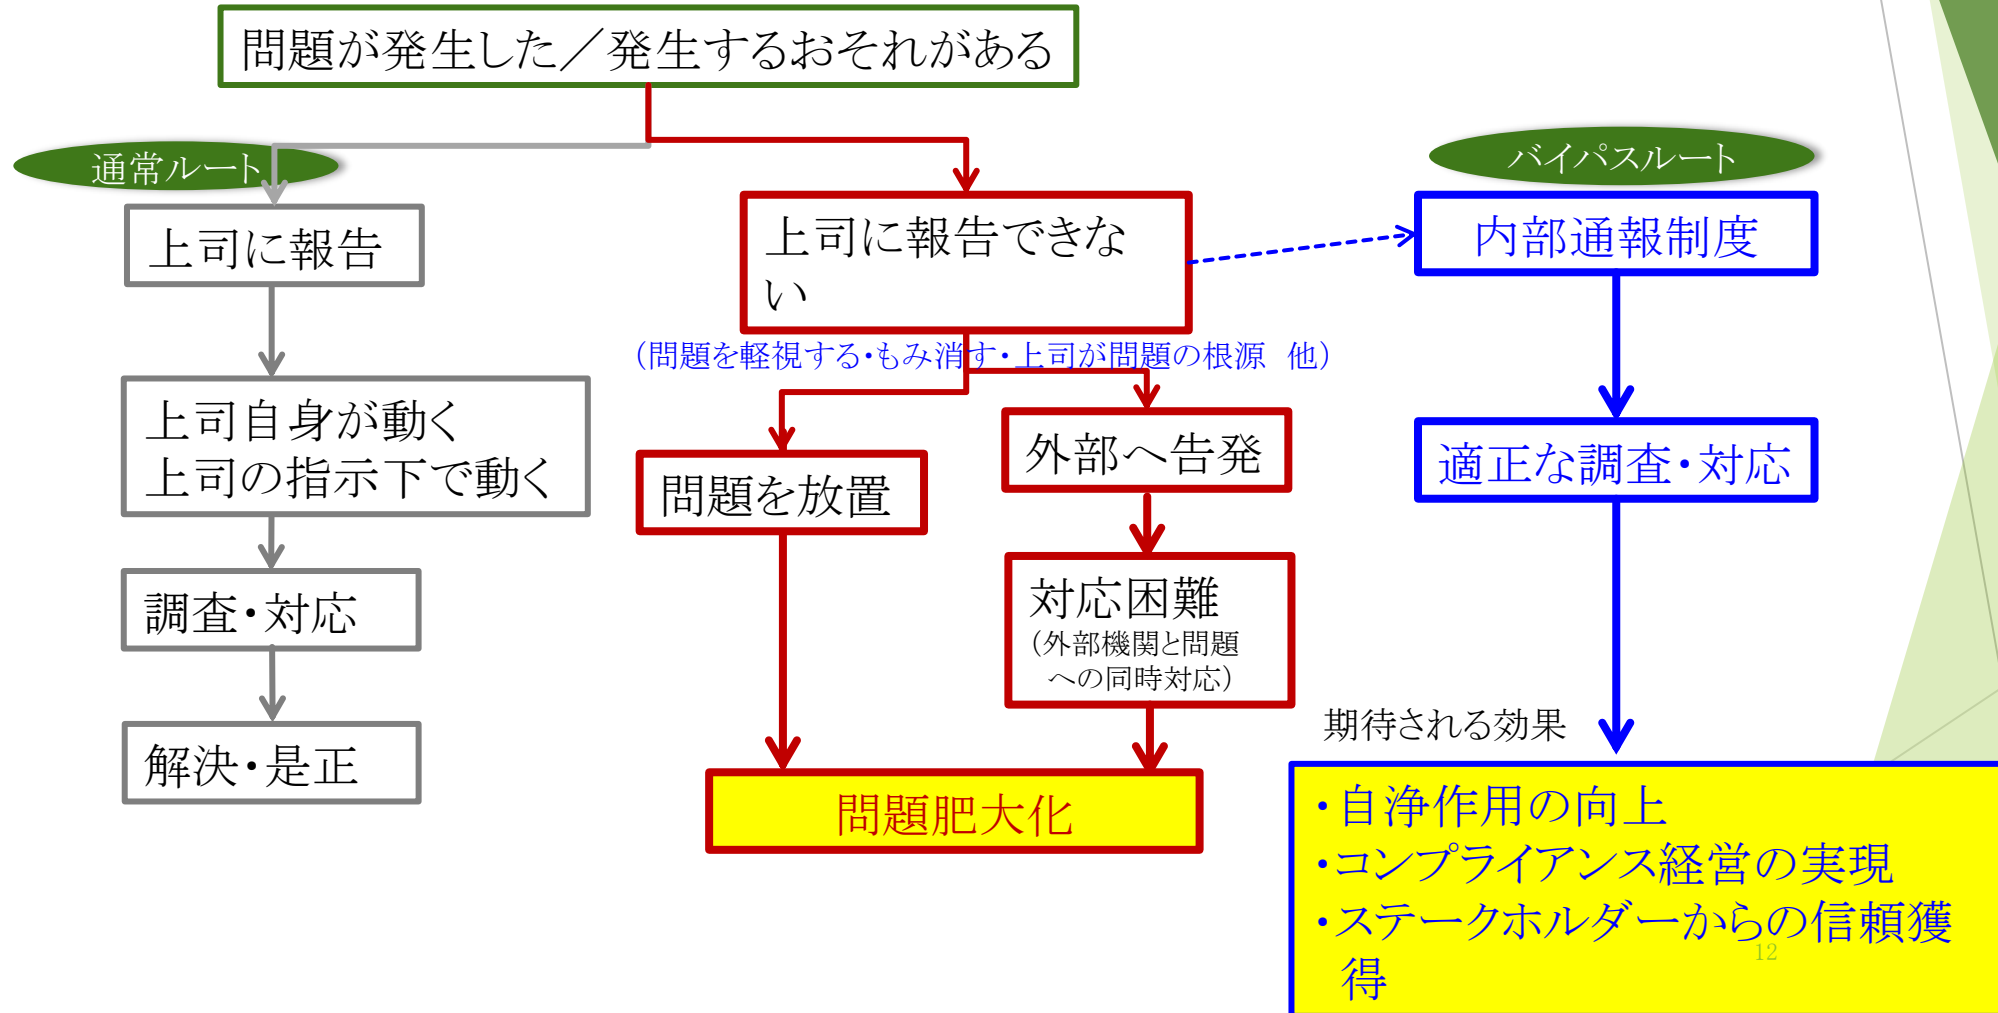 問題が発生した／発生するおそれがある
通常ルート
バイパスルート
上司に報告
上司に報告できな
い
内部通報制度
（問題を軽視する・もみ消す・上司が問題の根源　他）
上司自身が動く
上司の指示下で動く
問題を放置
外部へ告発
適正な調査・対応
調査・対応
対応困難
（外部機関と問題
への同時対応）
解決・是正
問題肥大化
期待される効果
・自浄作用の向上
・コンプライアンス経営の実現
・ステークホルダーからの信頼獲
得
12